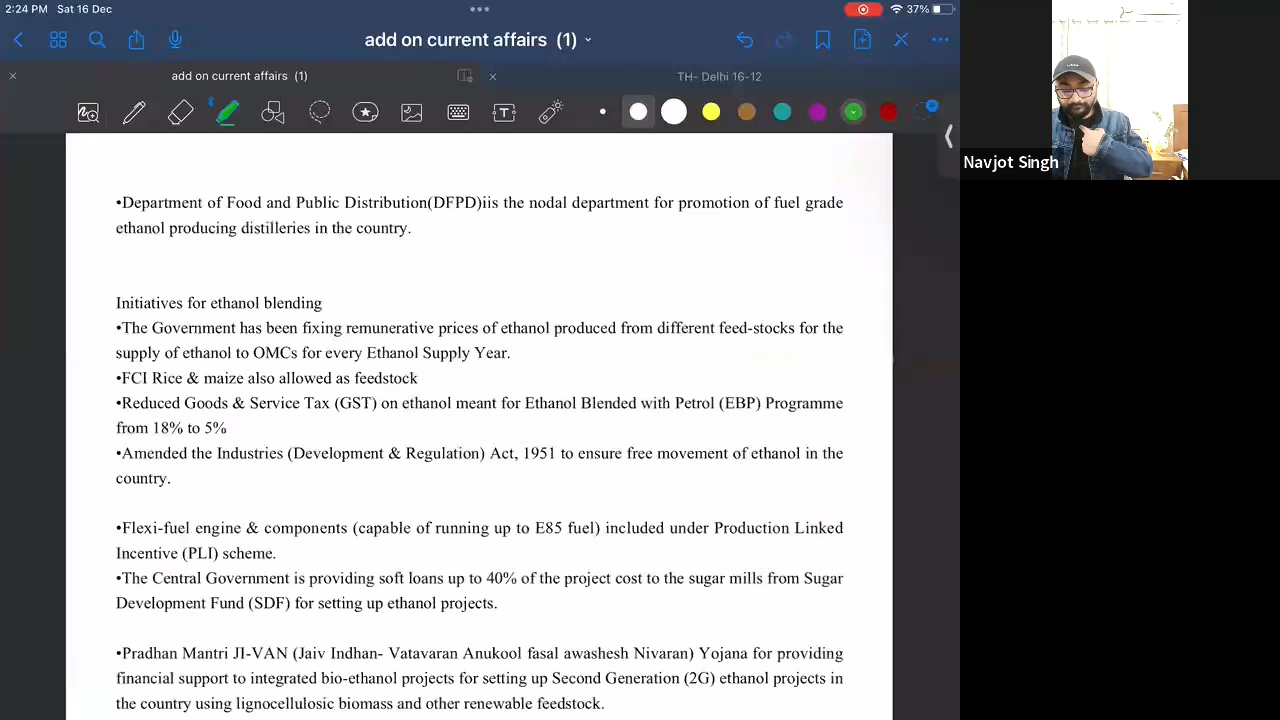 2:24 PM Sat 16 Dec
37%
add on current affairs (1)
add on current affairs (1)
TH- Delhi 16-12
T
Navjot Singh
•Department of Food and Public Distribution(DFPD)iis the nodal department for promotion of fuel grade
ethanol producing distilleries in the country.
Initiatives for ethanol blending
•The Government has been fixing remunerative prices of ethanol produced from different feed-stocks for the
supply of ethanol to OMCs for every Ethanol Supply Year.
•FCI Rice & maize also allowed as feedstock
•Reduced Goods & Service Tax (GST) on ethanol meant for Ethanol Blended with Petrol (EBP) Programme
from 18% to 5%
•Amended the Industries (Development & Regulation) Act, 1951 to ensure free movement of ethanol in the
country.
•Flexi-fuel engine & components (capable of running up to E85 fuel) included under Production Linked
Incentive (PLI) scheme.
•The Central Government is providing soft loans up to 40% of the project cost to the sugar mills from Sugar
Development Fund (SDF) for setting up ethanol projects.
•Pradhan Mantri JI-VAN (Jaiv Indhan- Vatavaran Anukool fasal awashesh Nivaran) Yojana for providing
financial support to integrated bio-ethanol projects for setting up Second Generation (2G) ethanol projects in
the country using lignocellulosic biomass and other renewable feedstock.